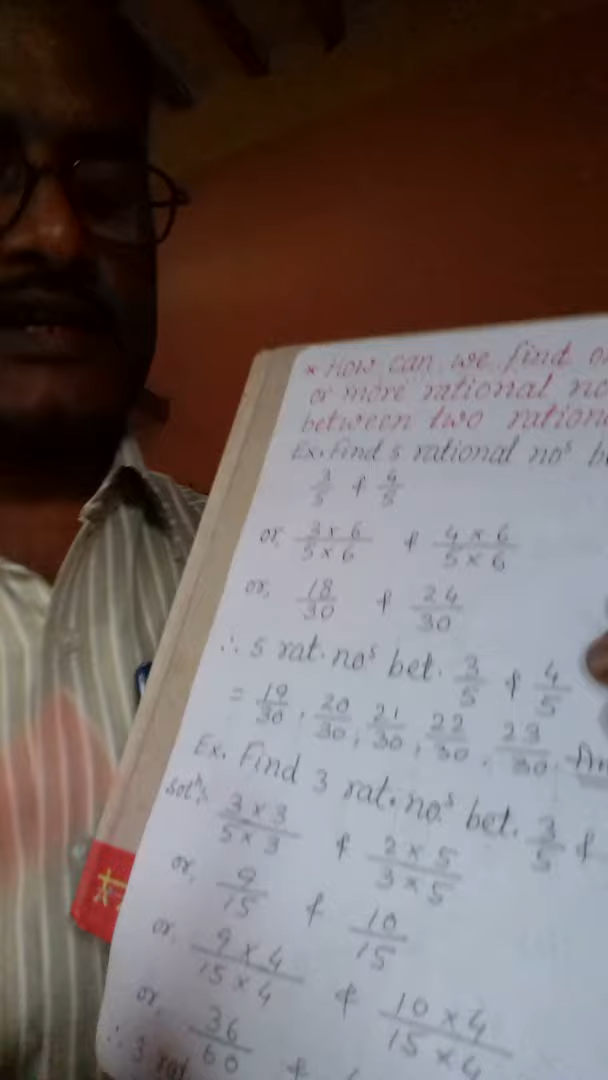 * How can we find
or more rational
between two
Ex. Find 5 rational noˢ
3/5 & 4/5
or, 3×6/5×6 & 4×6/5×6
or, 18/30 & 24/30
∴ 5 rat. noˢ bet. 3/5 & 4/5
= 19/30, 20/30, 21/30, 22/30, 23/30.
Ex. Find 3 rat. noˢ bet. 3/5 &
Solⁿ: 3×3/5×3 & 2×5/3×5
or, 9/15 & 10/15
or, 9×4/15×4 & 10×4/15×4
or, 36/60 &
∴ 3 rat